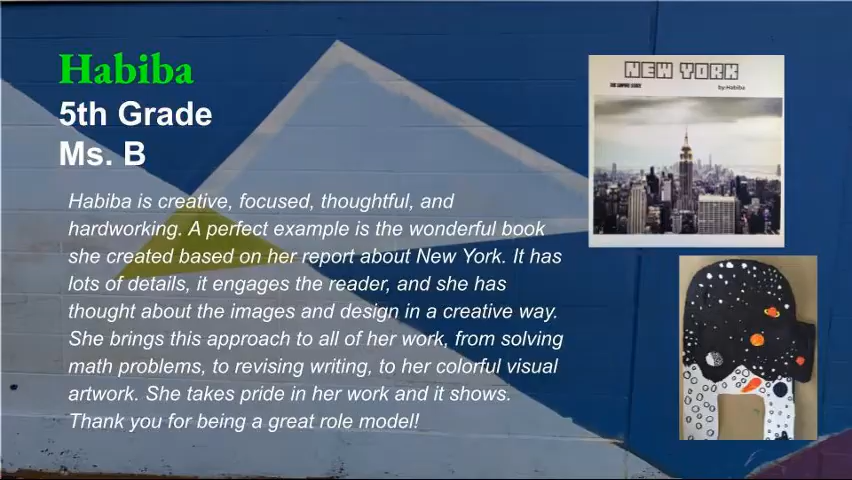 Habiba
5th Grade
Ms. B
Habiba is creative, focused, thoughtful, and
hardworking. A perfect example is the wonderful book
she created based on her report about New York. It has
lots of details, it engages the reader, and she has
thought about the images and design in a creative way.
She brings this approach to all of her work, from solving
math problems, to revising writing, to her colorful visual
artwork. She takes pride in her work and it shows.
Thank you for being a great role model!
NEW YORK
THE EMPIRE STATE
by Habiba